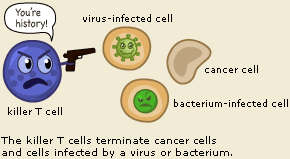 You're
history!
virus-infected cell
cancer cell
killer T cell
bacterium-infected cell
The killer T cells terminate cancer cells
and cells infected by a virus or bacterium.